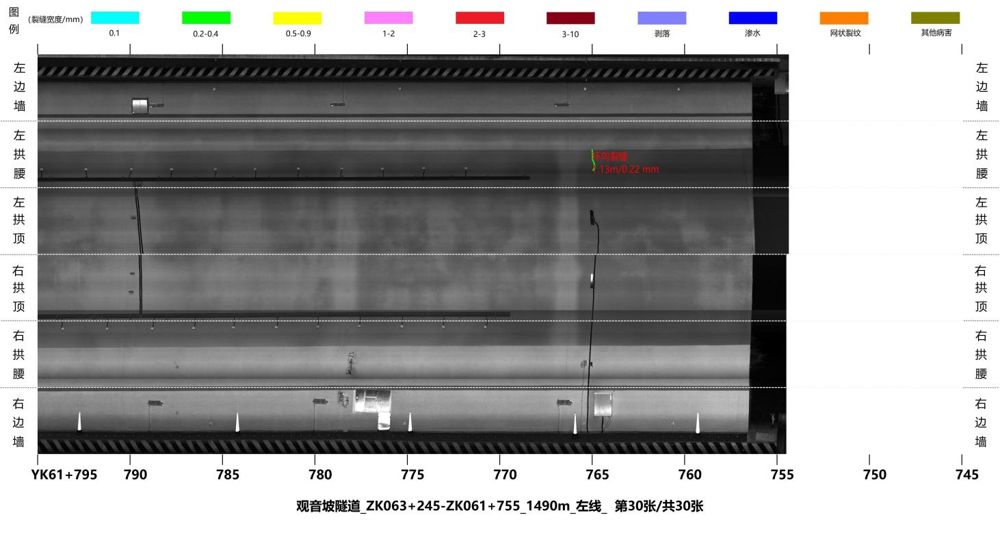 图例
(裂缝宽度/mm)
0.1
0.2-0.4
0.5-0.9
1-2
2-3
3-10
剥落
渗水
网状裂纹
其他病害
左边墙
左边墙
左拱腰
左拱腰
环向裂缝
.13m/0.22 mm
左拱顶
左拱顶
右拱顶
右拱顶
右拱腰
右拱腰
右边墙
右边墙
YK61+795 790 785 780 775 770 765 760 755 750 745
观音坡隧道_ZK063+245-ZK061+755_1490m_左线_ 第30张/共30张